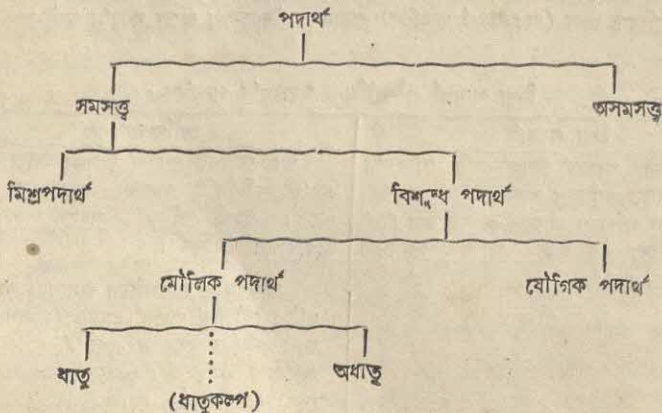 পদার্থ
সমসত্ত্ব অসমসত্ত্ব
মিশ্রপদার্থ বিশুদ্ধ পদার্থ
মৌলিক পদার্থ যৌগিক পদার্থ
ধাতু অধাতু
(ধাতুকল্প)